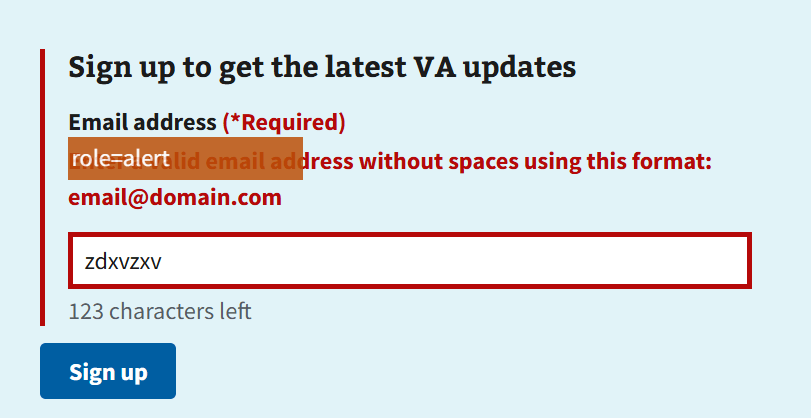 Sign up to get the latest VA updates
Email address (*Required)
role=alert
Enter a valid email address without spaces using this format:
email@domain.com
zdxvzxv
123 characters left
Sign up